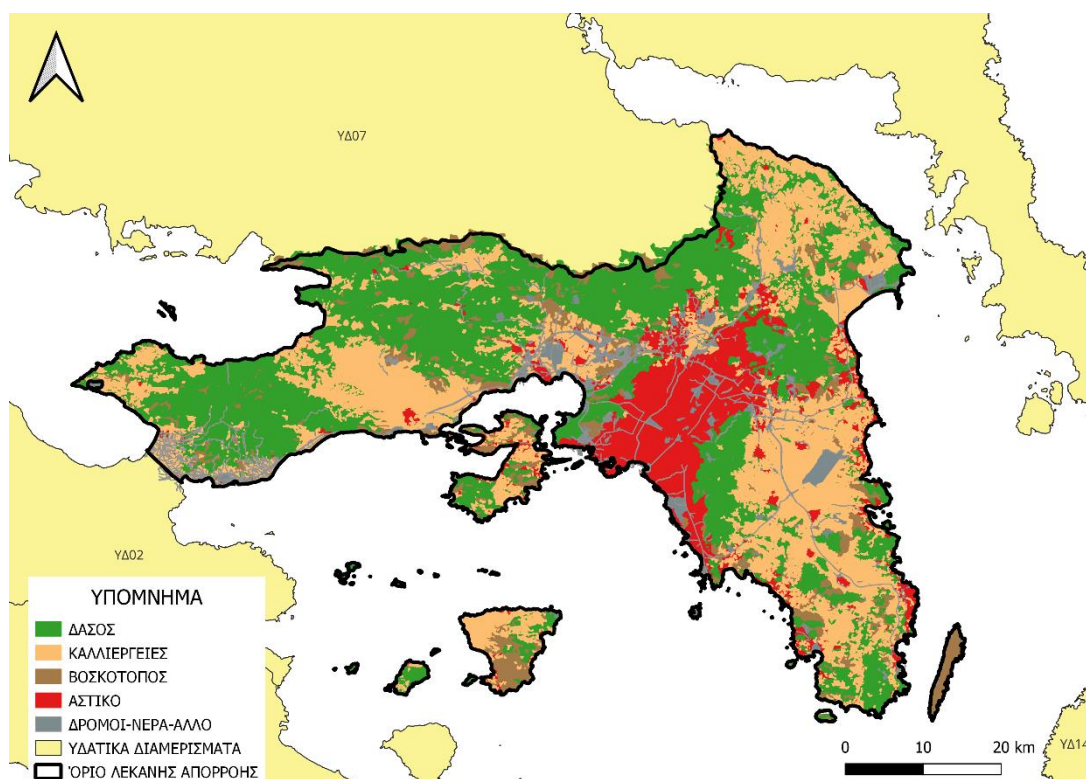 ΥΔ07
ΥΔ02
ΥΠΟΜΝΗΜΑ
ΔΑΣΟΣ
ΚΑΛΛΙΕΡΓΕΙΕΣ
ΒΟΣΚΟΤΟΠΟΣ
ΑΣΤΙΚΟ
ΔΡΟΜΟΙ-ΝΕΡΑ-ΑΛΛΟ
ΥΔΑΤΙΚΑ ΔΙΑΜΕΡΙΣΜΑΤΑ
ΌΡΙΟ ΛΕΚΑΝΗΣ ΑΠΟΡΡΟΗΣ
0 10 20 km
ΥΔ14